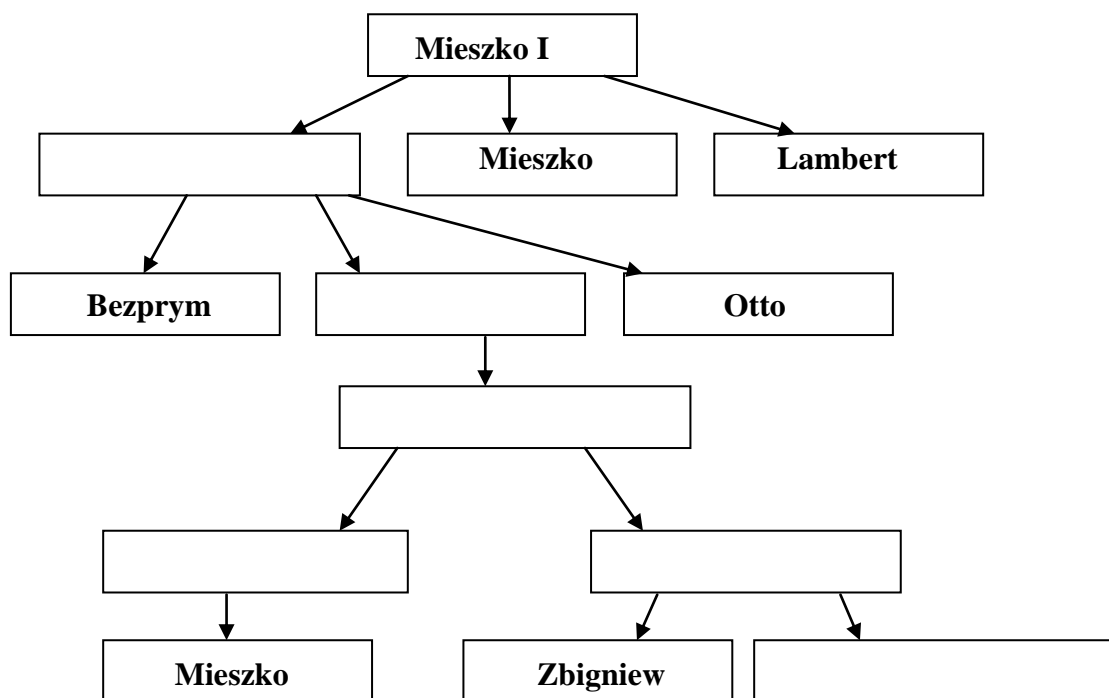 Mieszko I
Mieszko
Lambert
Bezprym
Otto
Mieszko
Zbigniew